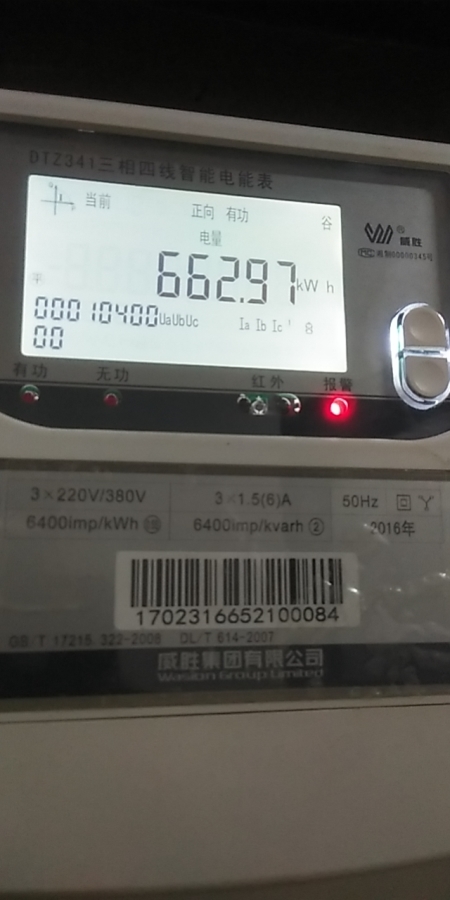 DTZ341三相四线智能电能表
当前
正向 有功
谷
电量
662.97 kWh
00010400 UaUbUc Ia Ib Ic
00
威胜
有功 无功 红外 报警
3×220V/380V 3×1.5(6)A 50Hz
6400imp/kWh 6400imp/kvarh ② 2016年
1702316652100084
GB/T 17215.322-2008 DL/T 614-2007
威胜集团有限公司
Wasion Group Limited